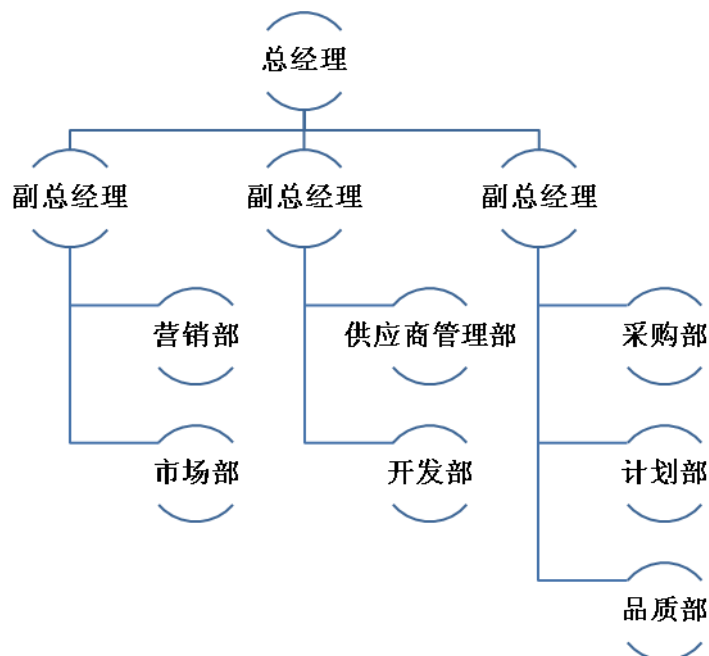 总经理
副总经理
副总经理
副总经理
营销部
供应商管理部
采购部
市场部
开发部
计划部
品质部